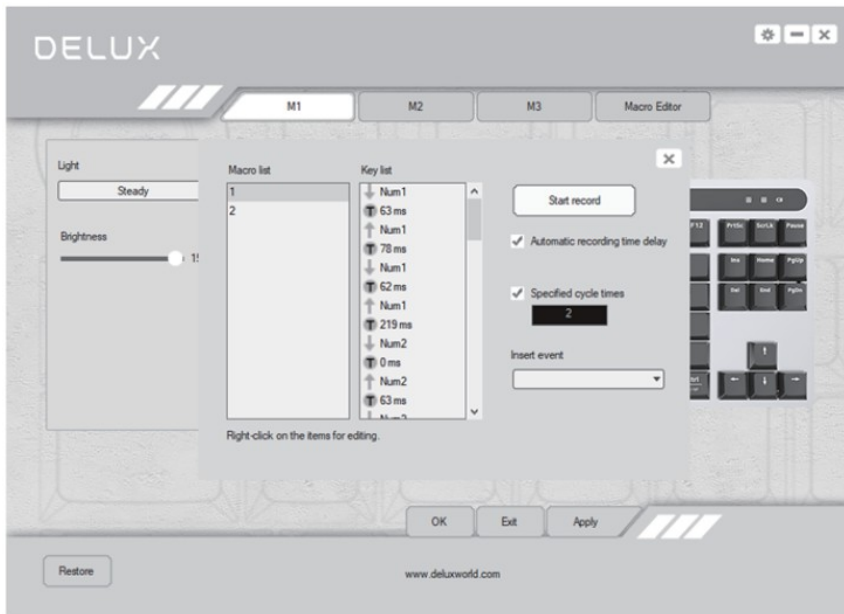 DELUX
M1
M2
M3
Macro Editor
Light
Steady
Brightness
Macro list
1
2
Key list
Num1
63 ms
Num1
78 ms
Num1
62 ms
Num1
219 ms
Num2
0 ms
Num2
63 ms
Start record
Automatic recording time delay
Specified cycle times
2
Insert event
Right-click on the items for editing.
F12
PrtSc
ScrLk
Pause
Ins
Home
PgUp
Del
End
PgDn
OK
Exit
Apply
Restore
www.deluxworld.com